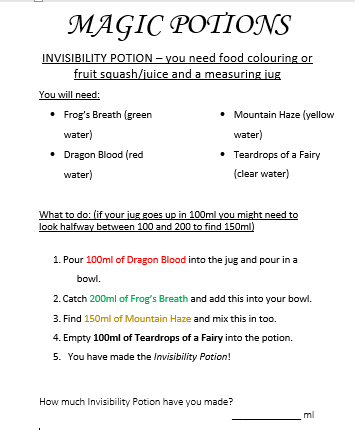 MAGIC POTIONS
INVISIBILITY POTION – you need food colouring or
fruit squash/juice and a measuring jug
You will need:
• Frog's Breath (green
water)
• Dragon Blood (red
water)
• Mountain Haze (yellow
water)
• Teardrops of a Fairy
(clear water)
What to do: (if your jug goes up in 100ml you might need to
look halfway between 100 and 200 to find 150ml)
1. Pour 100ml of Dragon Blood into the jug and pour in a
bowl.
2. Catch 200ml of Frog's Breath and add this into your bowl.
3. Find 150ml of Mountain Haze and mix this in too.
4. Empty 100ml of Teardrops of a Fairy into the potion.
5. You have made the Invisibility Potion!
How much Invisibility Potion have you made?
______________ ml